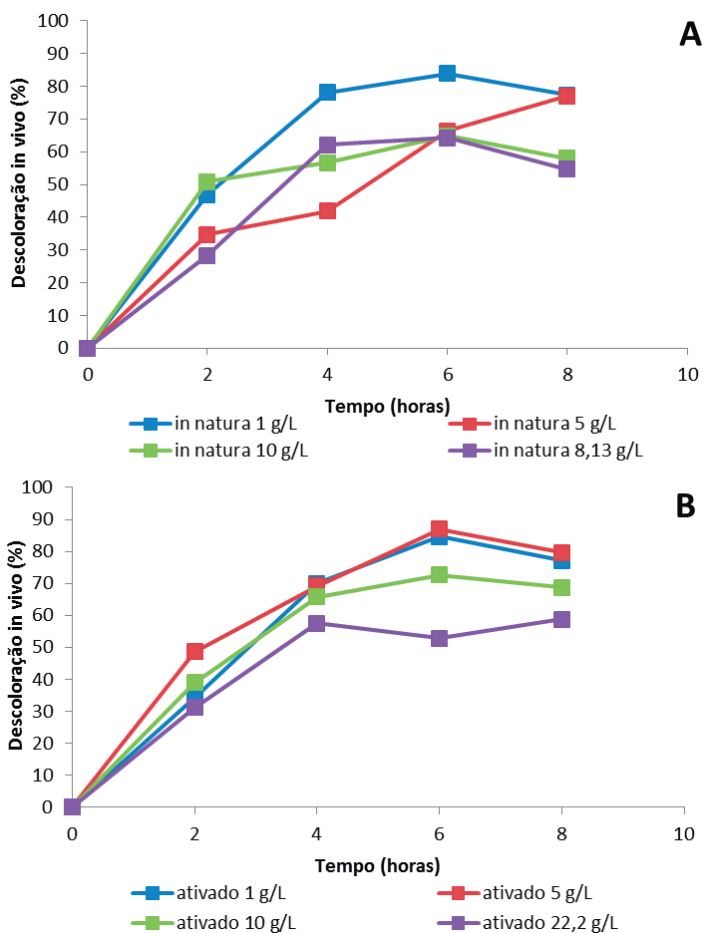 A
Descoloração in vivo (%)
100
90
80
70
60
50
40
30
20
10
0
0 2 4 6 8 10
Tempo (horas)
in natura 1 g/L in natura 5 g/L
in natura 10 g/L in natura 8,13 g/L
B
Descoloração in vivo (%)
100
90
80
70
60
50
40
30
20
10
0
0 2 4 6 8 10
Tempo (horas)
ativado 1 g/L ativado 5 g/L
ativado 10 g/L ativado 22,2 g/L